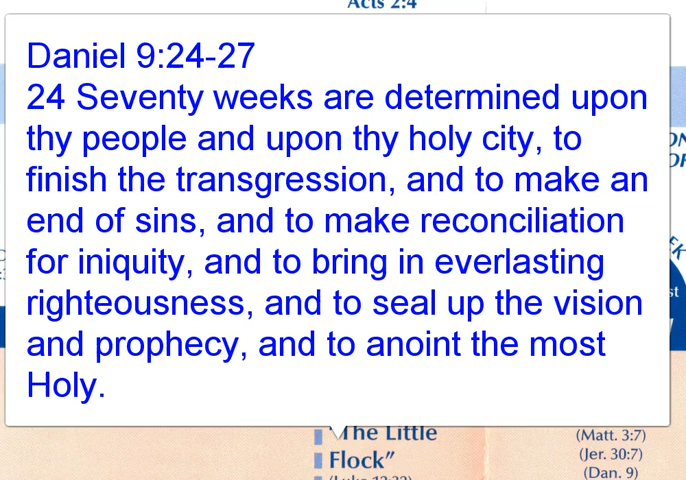 Acts 2:4
Daniel 9:24-27
24 Seventy weeks are determined upon
thy people and upon thy holy city, to
finish the transgression, and to make an
end of sins, and to make reconciliation
for iniquity, and to bring in everlasting
righteousness, and to seal up the vision
and prophecy, and to anoint the most
Holy.
"The Little
Flock"
(Matt. 3:7)
(Jer. 30:7)
(Dan. 9)